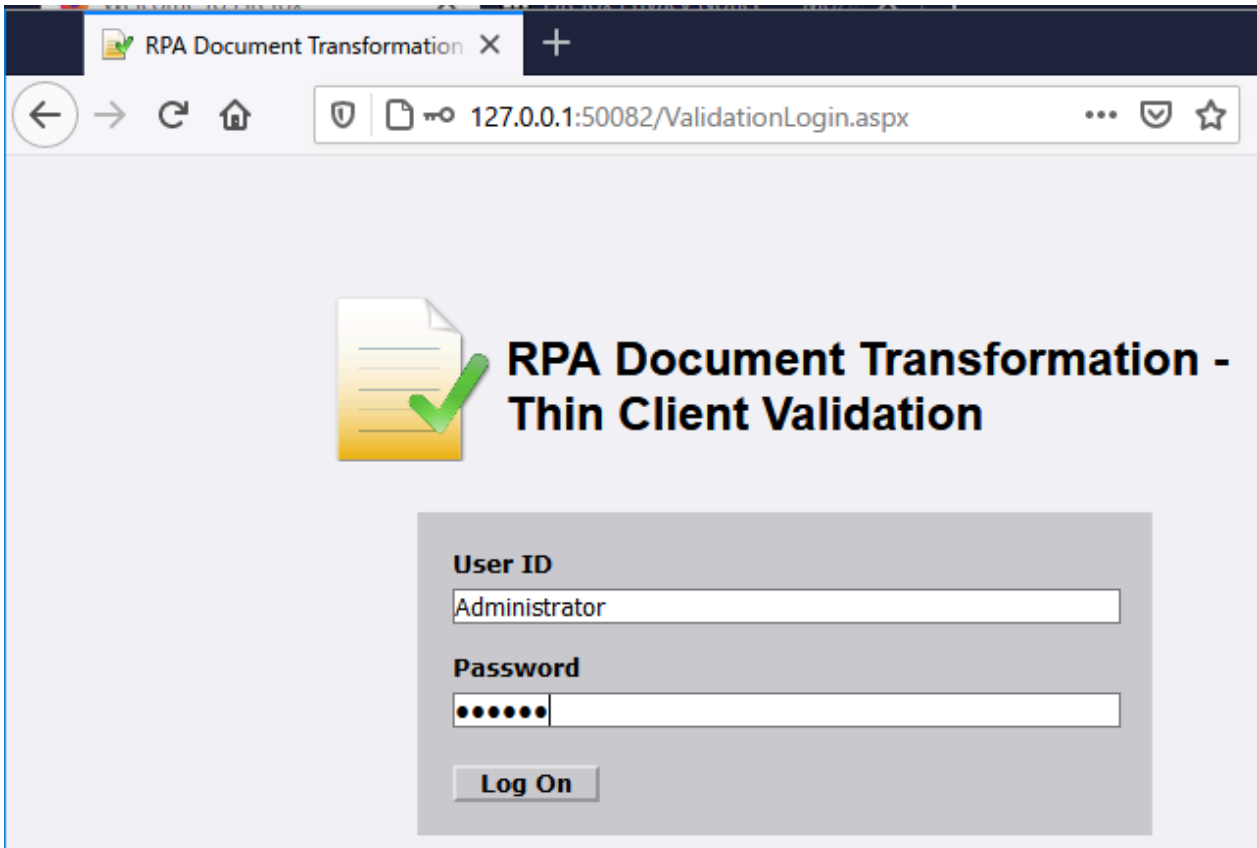 RPA Document Transformation
127.0.0.1:50082/ValidationLogin.aspx
RPA Document Transformation -
Thin Client Validation
User ID
Administrator
Password
••••••
Log On